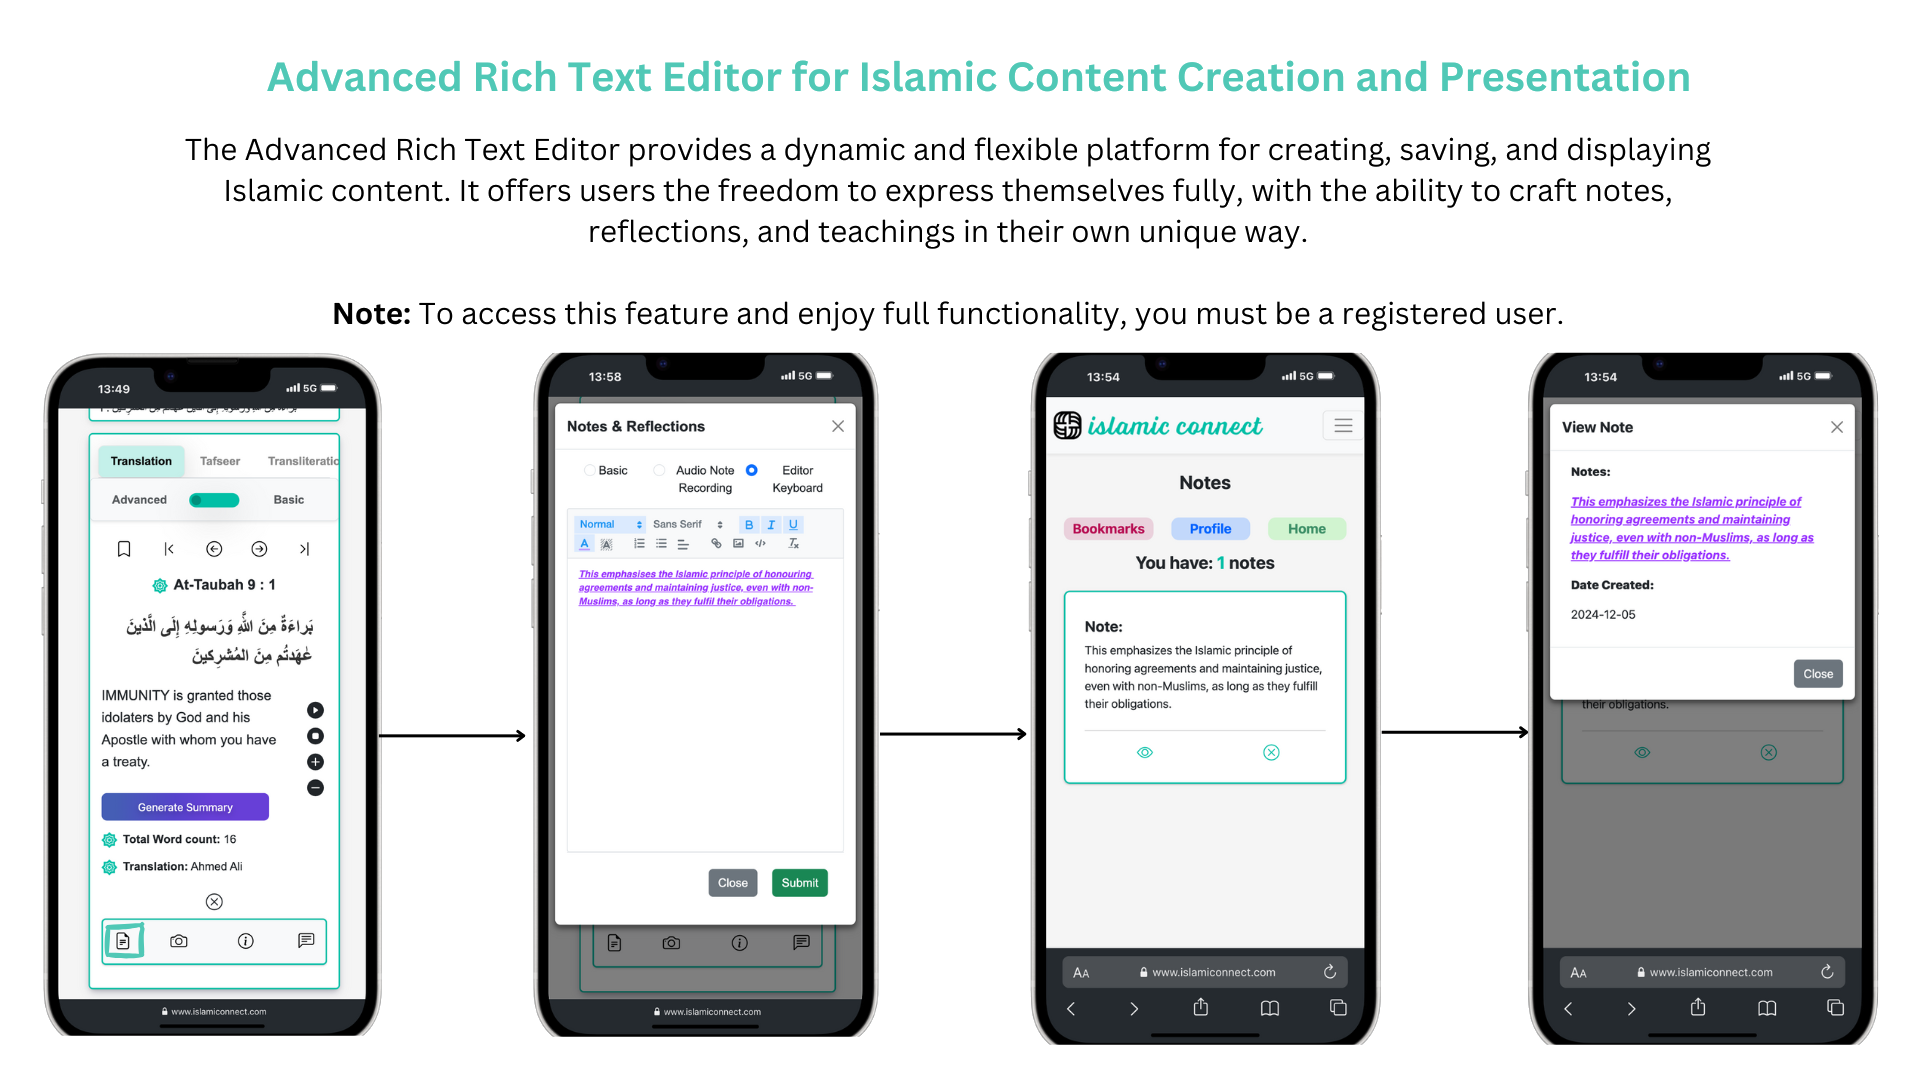 Advanced Rich Text Editor for Islamic Content Creation and Presentation
The Advanced Rich Text Editor provides a dynamic and flexible platform for creating, saving, and displaying
Islamic content. It offers users the freedom to express themselves fully, with the ability to craft notes,
reflections, and teachings in their own unique way.
Note: To access this feature and enjoy full functionality, you must be a registered user.
13:49
5G
Translation Tafseer Transliteratio
Advanced Basic
At-Taubah 9 : 1
بَراءَةٌ مِنَ اللَّهِ وَرَسولِهِ إِلَى الَّذينَ
عٰهَدتُم مِنَ المُشرِكينَ
IMMUNITY is granted those
idolaters by God and his
Apostle with whom you have
a treaty.
Generate Summary
Total Word count: 16
Translation: Ahmed Ali
www.islamiconnect.com
13:58
5G
Notes & Reflections
Basic Audio Note Recording Editor Keyboard
Normal Sans Serif B I U
A A
This emphasises the Islamic principle of honouring
agreements and maintaining justice, even with non-
Muslims, as long as they fulfil their obligations.
Close Submit
www.islamiconnect.com
13:54
5G
islamic connect
Notes
Bookmarks Profile Home
You have: 1 notes
Note:
This emphasizes the Islamic principle of
honoring agreements and maintaining justice,
even with non-Muslims, as long as they fulfill
their obligations.
AA www.islamiconnect.com
13:54
5G
View Note
Notes:
This emphasizes the Islamic principle of
honoring agreements and maintaining
justice, even with non-Muslims, as long as
they fulfill their obligations.
Date Created:
2024-12-05
Close
their obligations.
AA www.islamiconnect.com